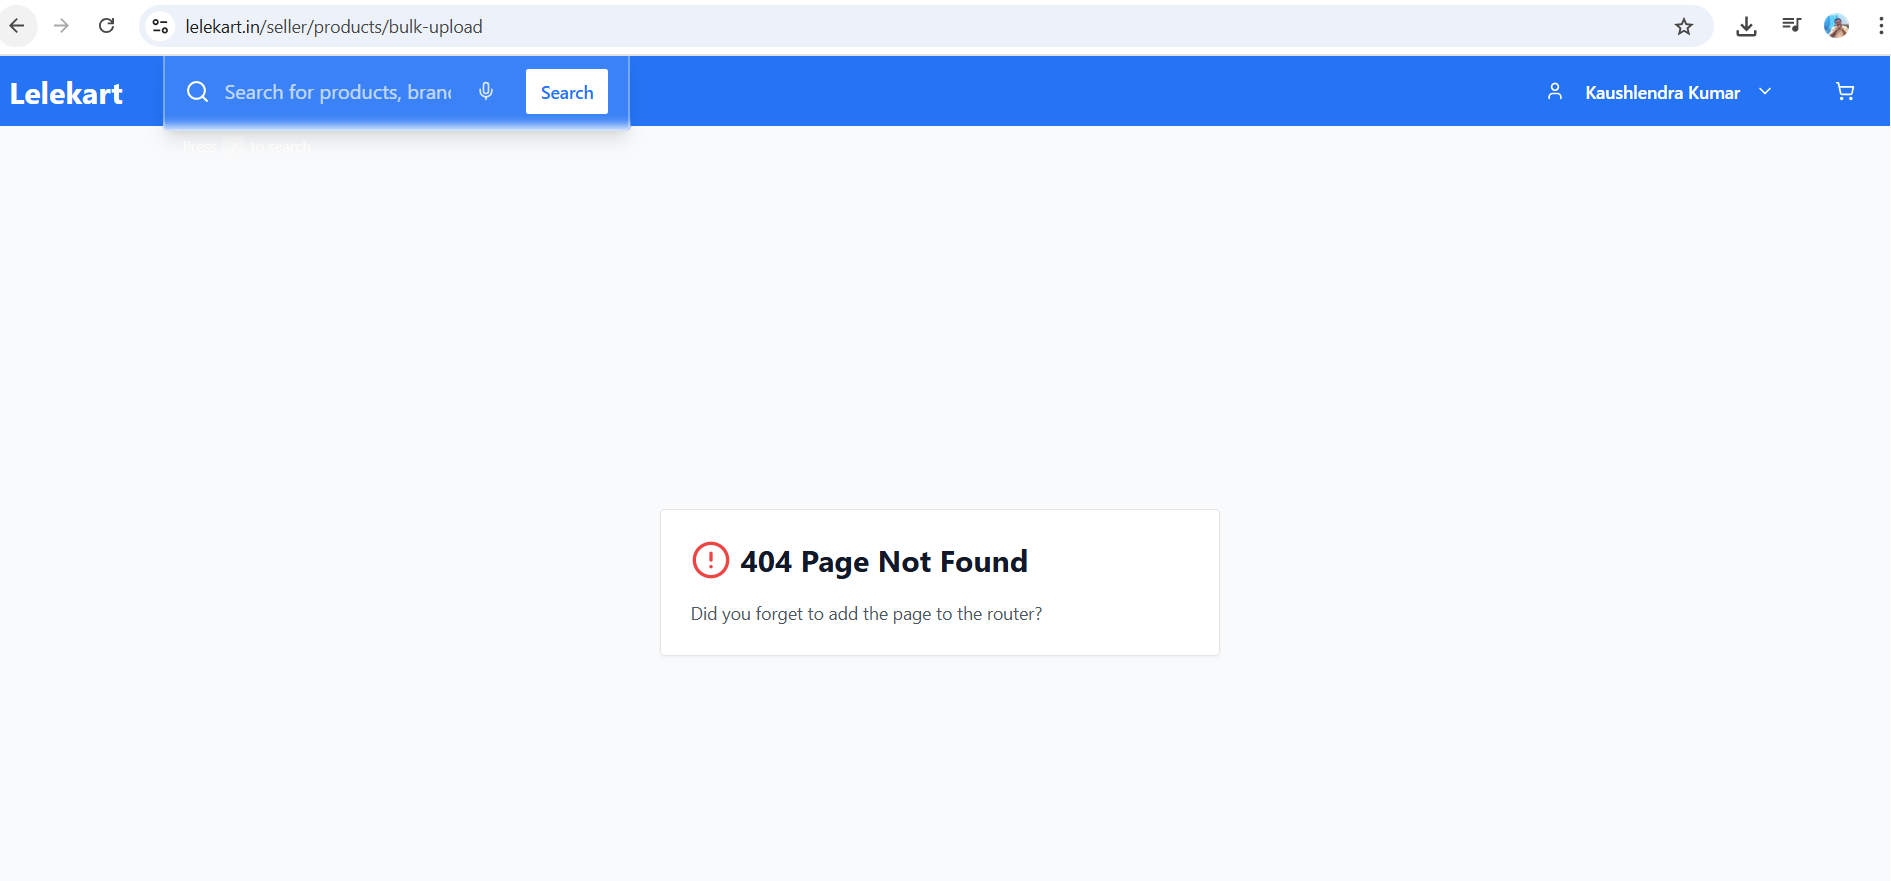 lelekart.in/seller/products/bulk-upload
Lelekart
Search for products, bran
Search
Kaushlendra Kumar
Press / to search
404 Page Not Found
Did you forget to add the page to the router?